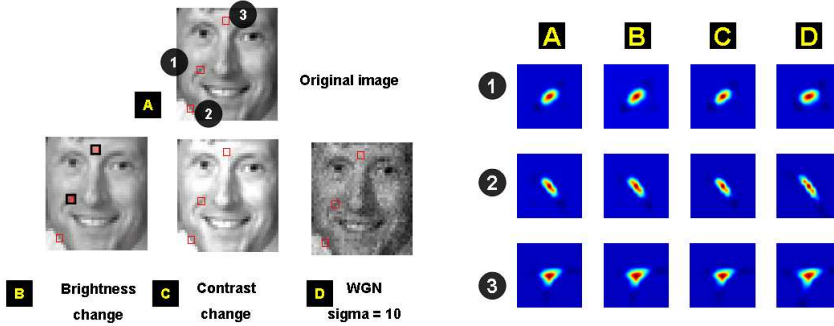 3
1
Original image
A
2
B Brightness change
C Contrast change
D WGN sigma = 10
A B C D
1
2
3